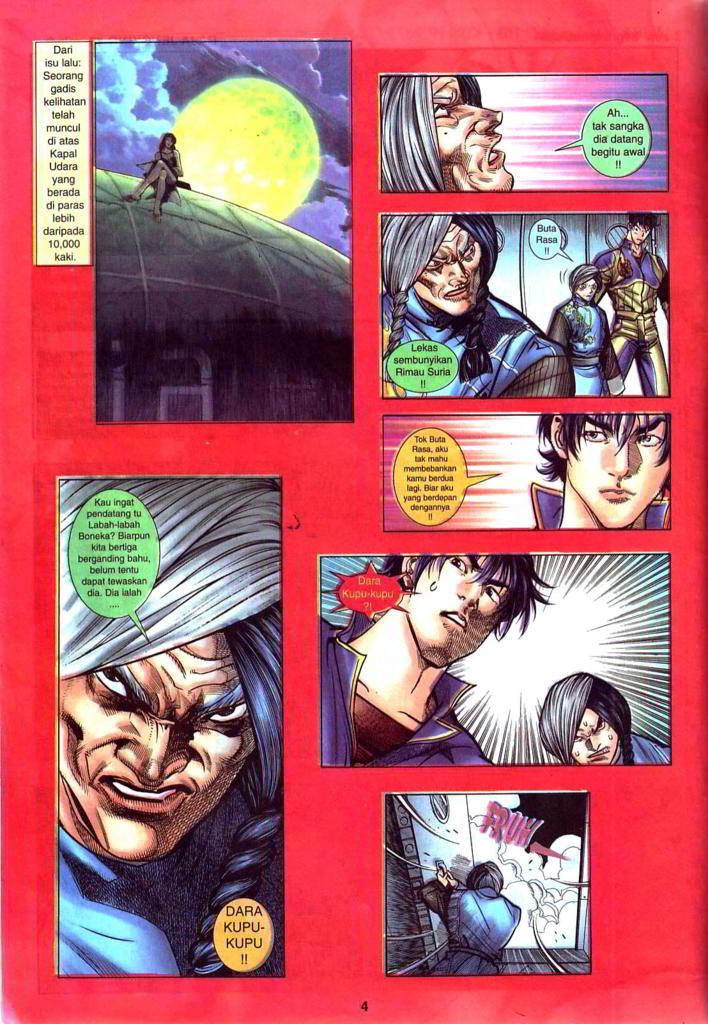 Dari
isu lalu:
Seorang
gadis
kelihatan
telah
muncul
di atas
Kapal
Udara
yang
berada
di paras
lebih
daripada
10,000
kaki.
Ah...
tak sangka
dia datang
begitu awal
!!
Buta
Rasa
!!
Lekas
sembunyikan
Rimau Suria
!!
Tok Buta
Rasa, aku
tak mahu
membebankan
kamu berdua
lagi. Biar aku
yang berdepan
dengannya
!!
Kau ingat
pendatang tu
Labah-labah
Boneka? Biarpun
kita bertiga
berganding bahu,
belum tentu
dapat tewaskan
dia. Dia ialah
....
DARA
KUPU-
KUPU
!!
Dara
Kupu-kupu
?!
4